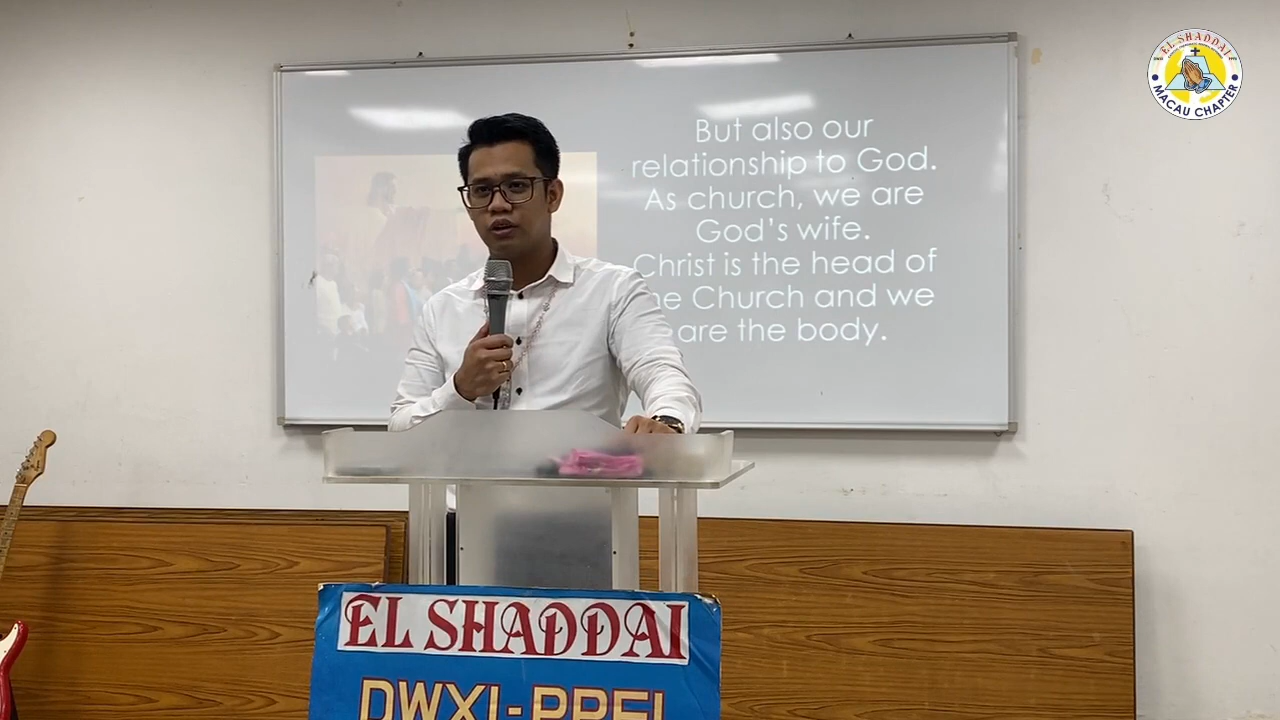 But also our
relationship to God.
As church, we are
God's wife.
Christ is the head of
Church and we
are the body.
EL SHADDAI
MACAU CHAPTER
EL SHADDAI
DWXI-PPFI